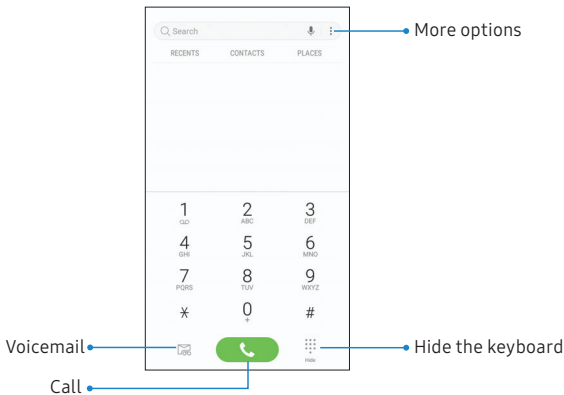 Search
More options
RECENTS CONTACTS PLACES
1 2 3
ABC DEF
4 5 6
GHI JKL MNO
7 8 9
PQRS TUV WXYZ
* 0 #
+
Voicemail
Hide the keyboard
Hide
Call